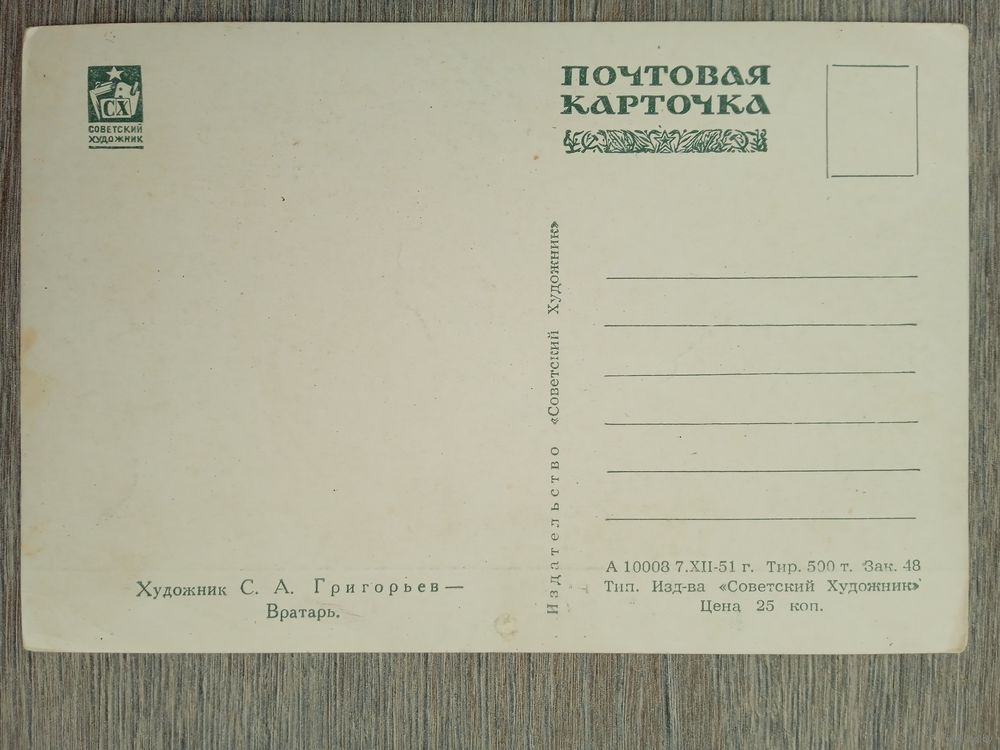 СХ
СОВЕТСКИЙ
ХУДОЖНИК
ПОЧТОВАЯ
КАРТОЧКА
Издательство «Советский Художник»
Художник С. А. Григорьев —
Вратарь.
А 10008 7.XII-51 г. Тир. 500 т. Зак. 48
Тип. Изд-ва «Советский Художник»
Цена 25 коп.